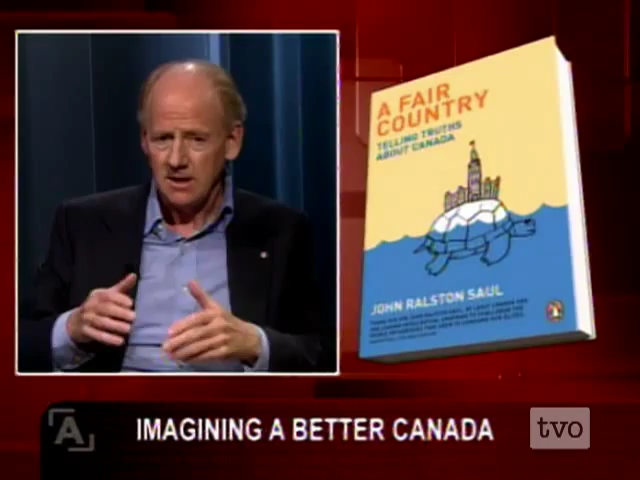 A FAIR
COUNTRY
TELLING TRUTHS
ABOUT CANADA
JOHN RALSTON SAUL
A
IMAGINING A BETTER CANADA
tvo